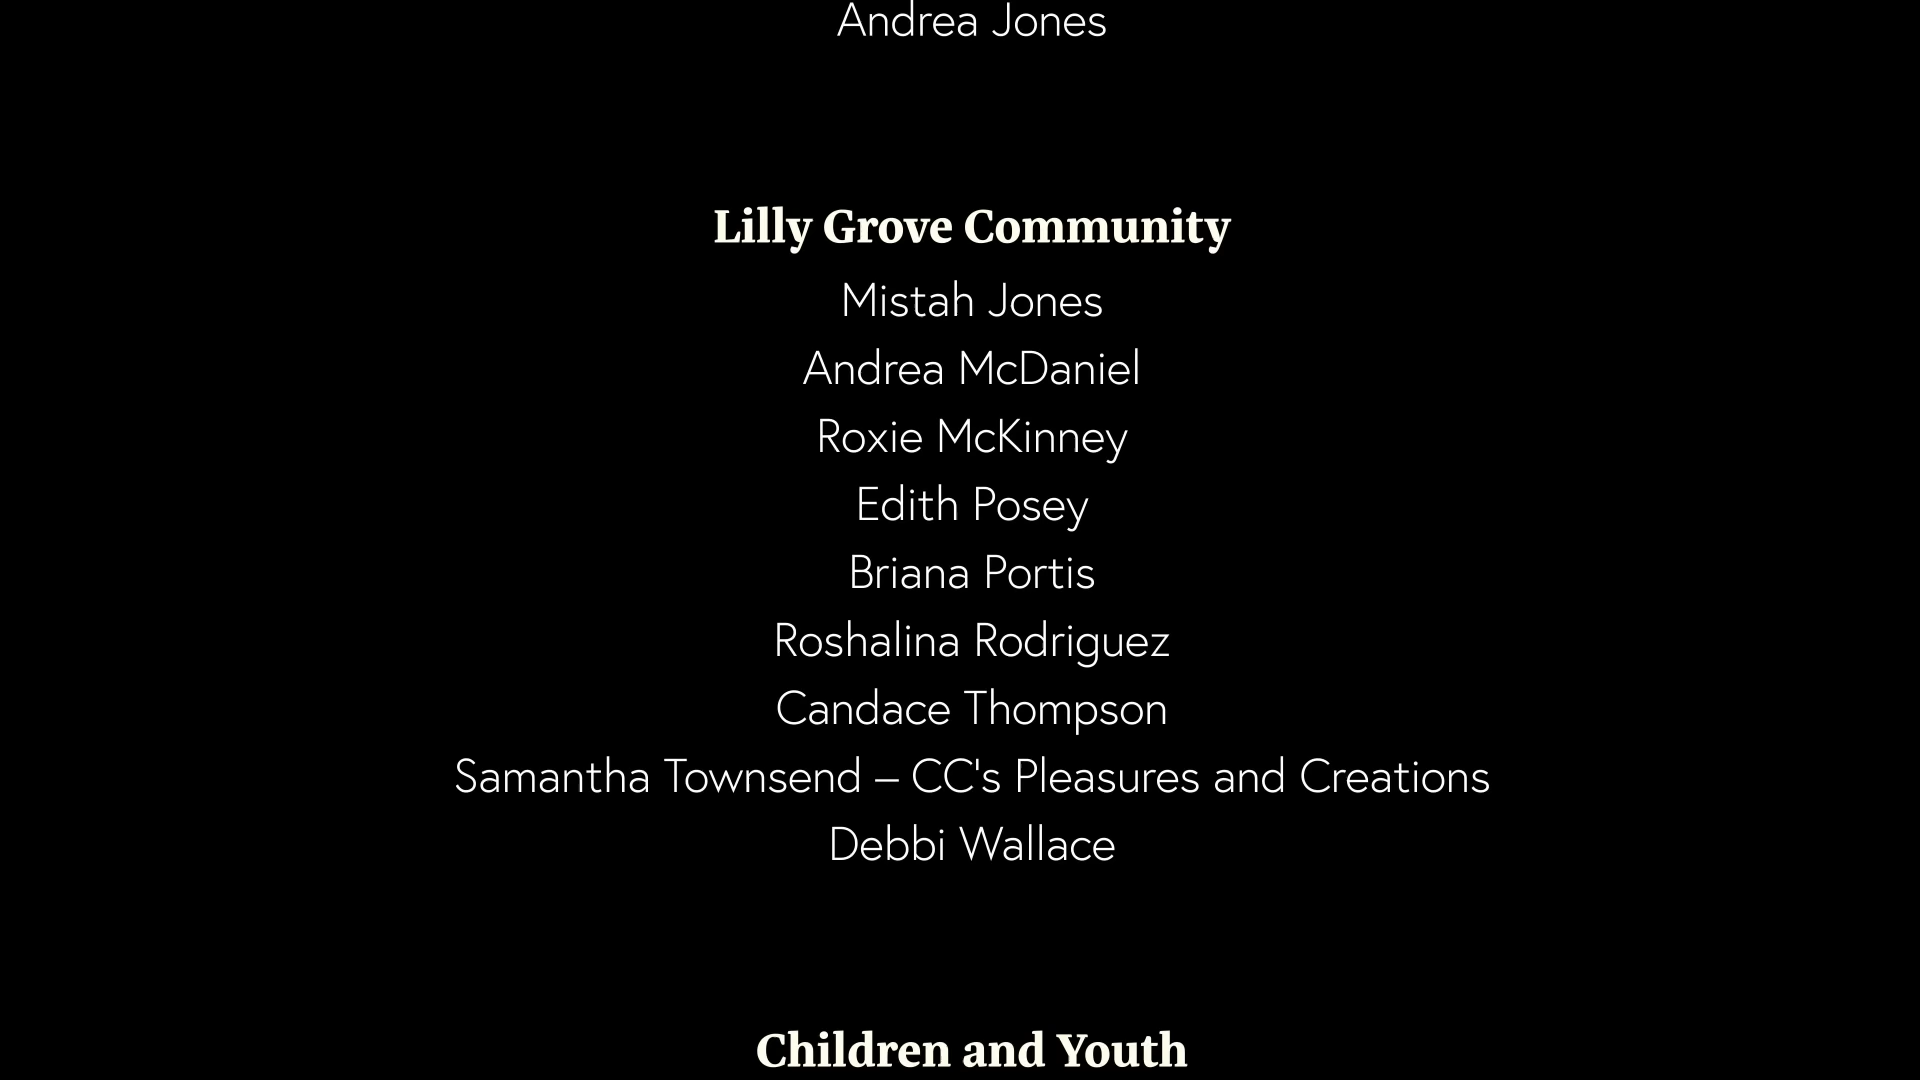 Andrea Jones
Lilly Grove Community
Mistah Jones
Andrea McDaniel
Roxie McKinney
Edith Posey
Briana Portis
Roshalina Rodriguez
Candace Thompson
Samantha Townsend – CC's Pleasures and Creations
Debbi Wallace
Children and Youth